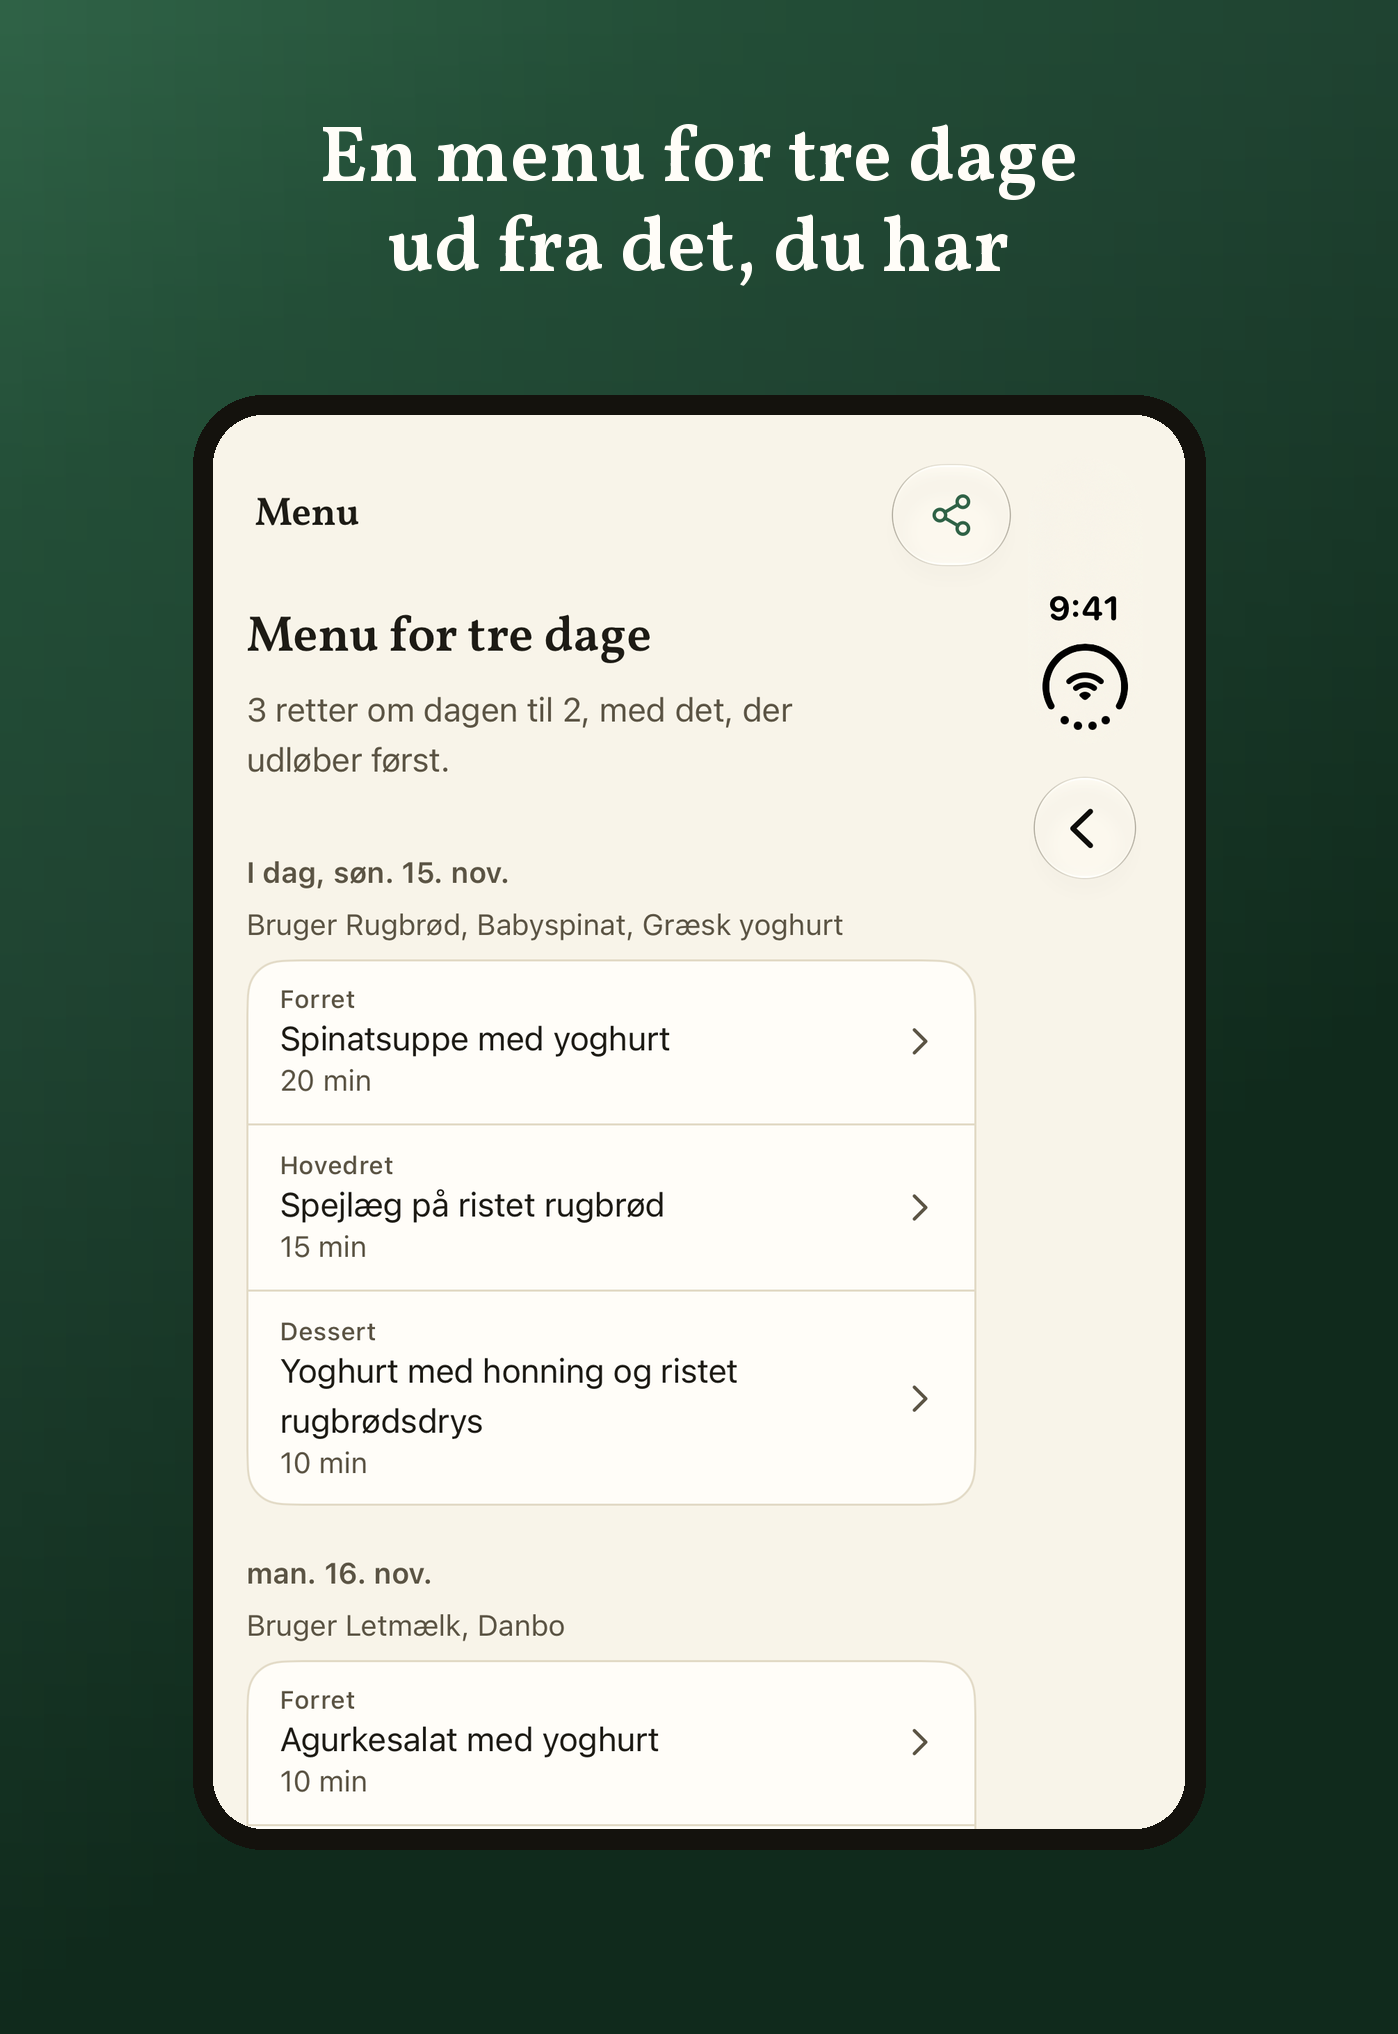 En menu for tre dage
ud fra det, du har
Menu
9:41
Menu for tre dage
3 retter om dagen til 2, med det, der
udløber først.
I dag, søn. 15. nov.
Bruger Rugbrød, Babyspinat, Græsk yoghurt
Forret
Spinatsuppe med yoghurt
20 min
Hovedret
Spejlæg på ristet rugbrød
15 min
Dessert
Yoghurt med honning og ristet
rugbrødsdrys
10 min
man. 16. nov.
Bruger Letmælk, Danbo
Forret
Agurkesalat med yoghurt
10 min